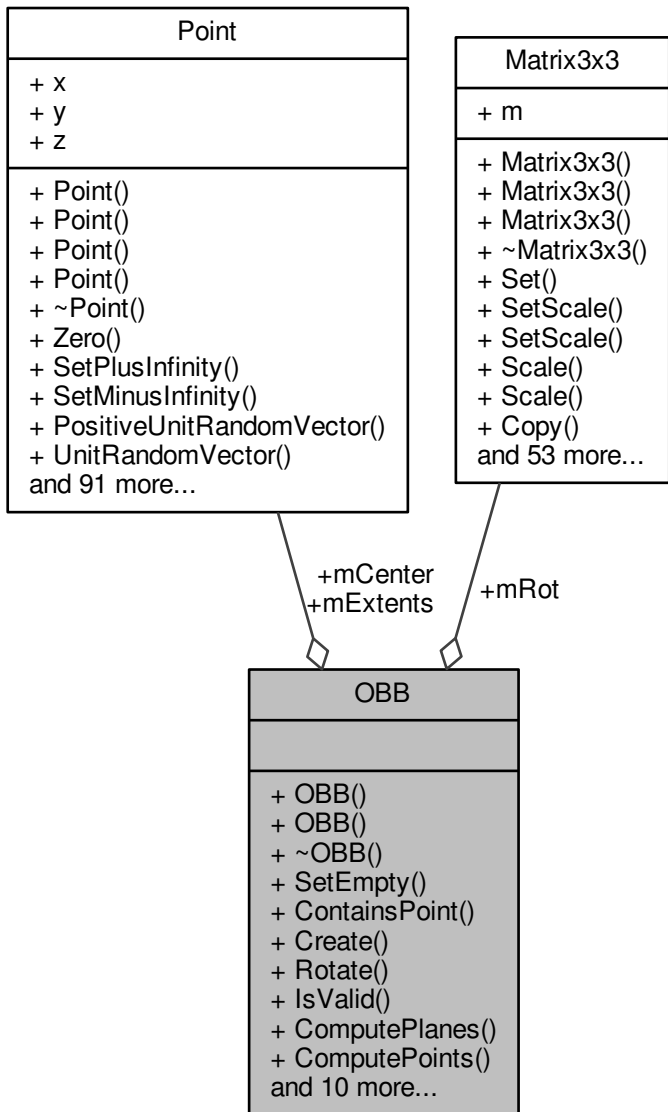 Point
+ x
+ y
+ z
+ Point()
+ Point()
+ Point()
+ Point()
+ ~Point()
+ Zero()
+ SetPlusInfinity()
+ SetMinusInfinity()
+ PositiveUnitRandomVector()
+ UnitRandomVector()
and 91 more...
Matrix3x3
+ m
+ Matrix3x3()
+ Matrix3x3()
+ Matrix3x3()
+ ~Matrix3x3()
+ Set()
+ SetScale()
+ SetScale()
+ Scale()
+ Scale()
+ Copy()
and 53 more...
+mCenter
+mExtents
+mRot
OBB
+ OBB()
+ OBB()
+ ~OBB()
+ SetEmpty()
+ ContainsPoint()
+ Create()
+ Rotate()
+ IsValid()
+ ComputePlanes()
+ ComputePoints()
and 10 more...